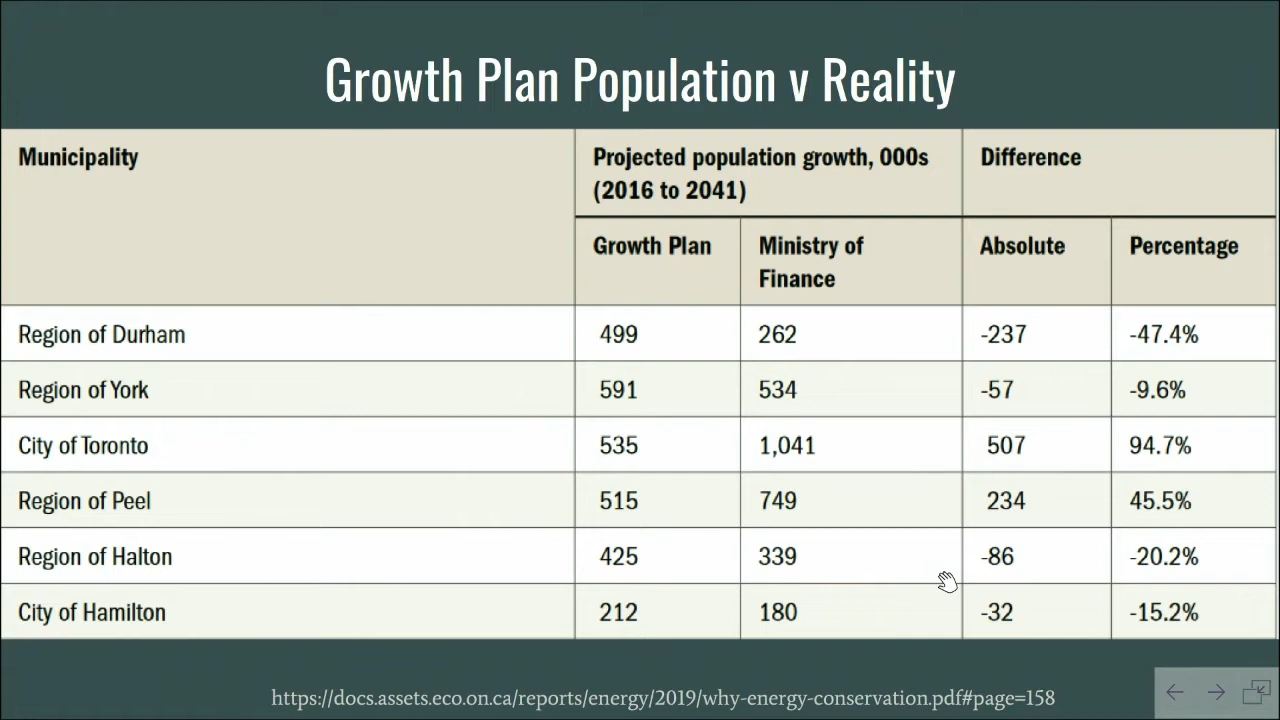 Growth Plan Population v Reality
Municipality
Projected population growth, 000s
(2016 to 2041)
Difference
Growth Plan
Ministry of
Finance
Absolute
Percentage
Region of Durham 499 262 -237 -47.4%
Region of York 591 534 -57 -9.6%
City of Toronto 535 1,041 507 94.7%
Region of Peel 515 749 234 45.5%
Region of Halton 425 339 -86 -20.2%
City of Hamilton 212 180 -32 -15.2%
https://docs.assets.eco.on.ca/reports/energy/2019/why-energy-conservation.pdf#page=158